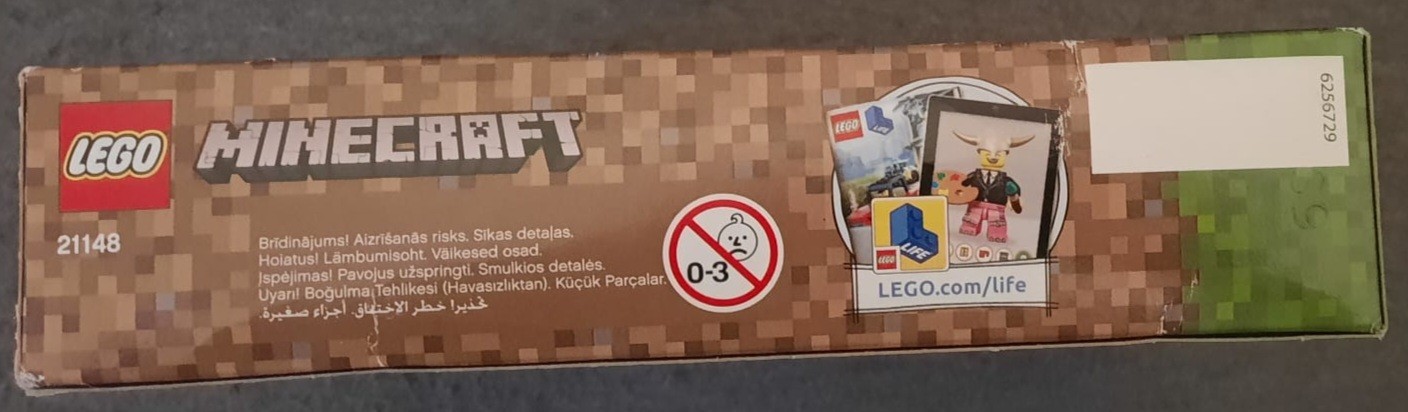 LEGO
MINECRAFT
21148
Brīdinājums! Aizrīšanās risks. Sīkas detaļas.
Hoiatus! Lämbumisoht. Väikesed osad.
Įspėjimas! Pavojus užspringti. Smulkios detalės.
Uyarı! Boğulma Tehlikesi (Havasızlıktan). Küçük Parçalar.
تحذير! خطر الاختناق. أجزاء صغيرة.
0-3
LEGO LIFE
LEGO LIFE
LEGO.com/life
6256729